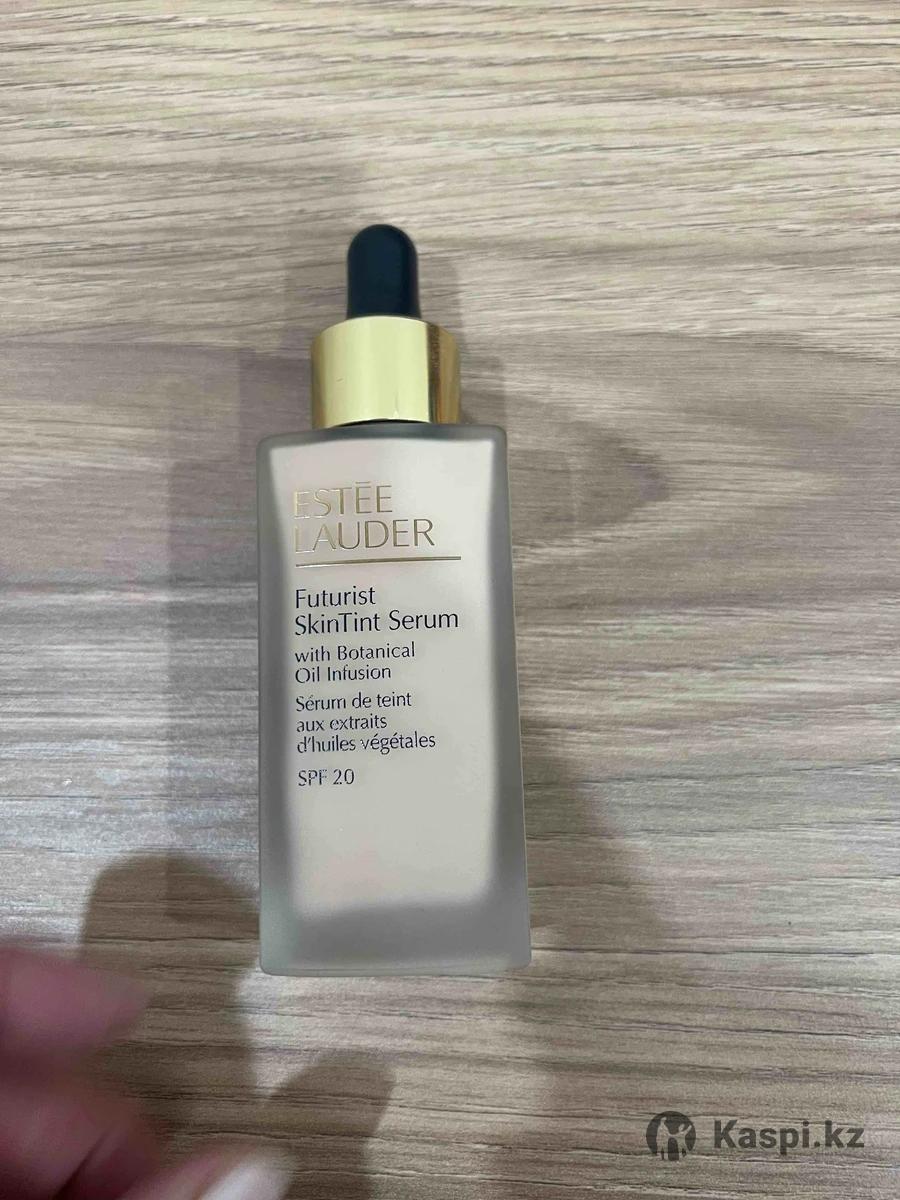 ESTĒE
LAUDER
Futurist
SkinTint Serum
with Botanical
Oil Infusion
Sérum de teint
aux extraits
d'huiles végétales
SPF 20
Kaspi.kz